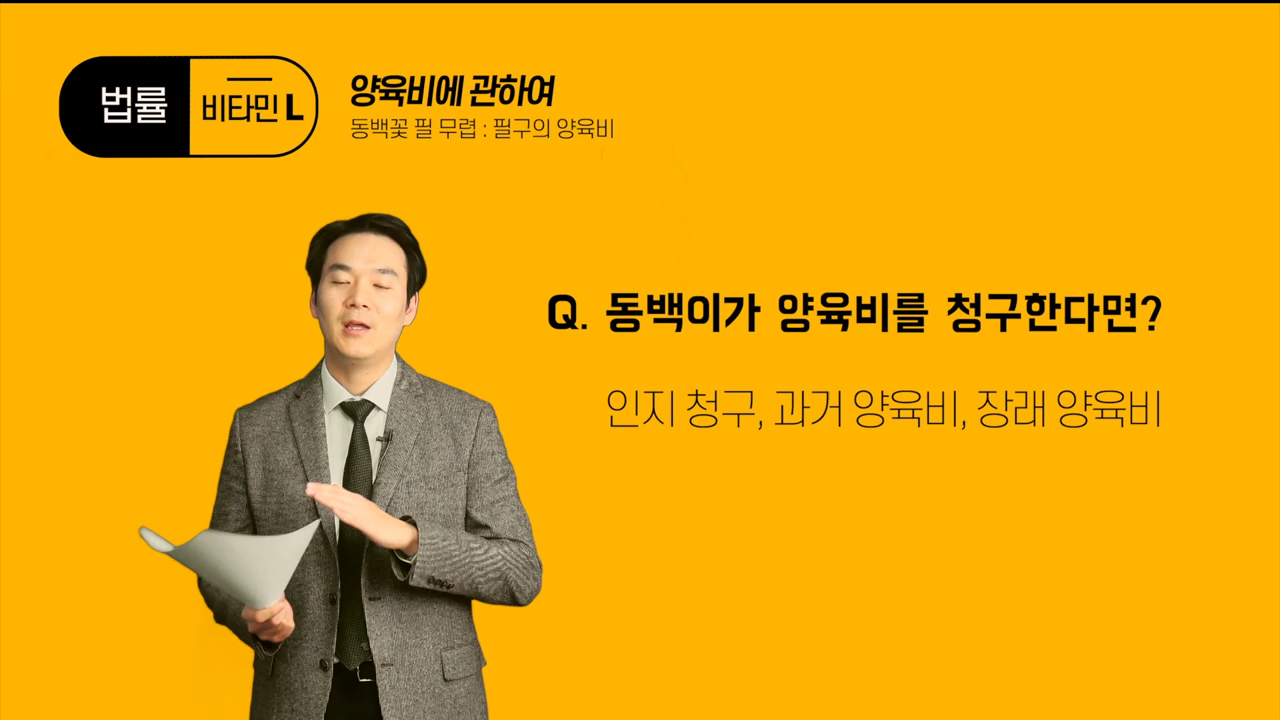 법률 비타민 L
양육비에 관하여
동백꽃 필 무렵 : 필구의 양육비
Q. 동백이가 양육비를 청구한다면?
인지 청구, 과거 양육비, 장래 양육비